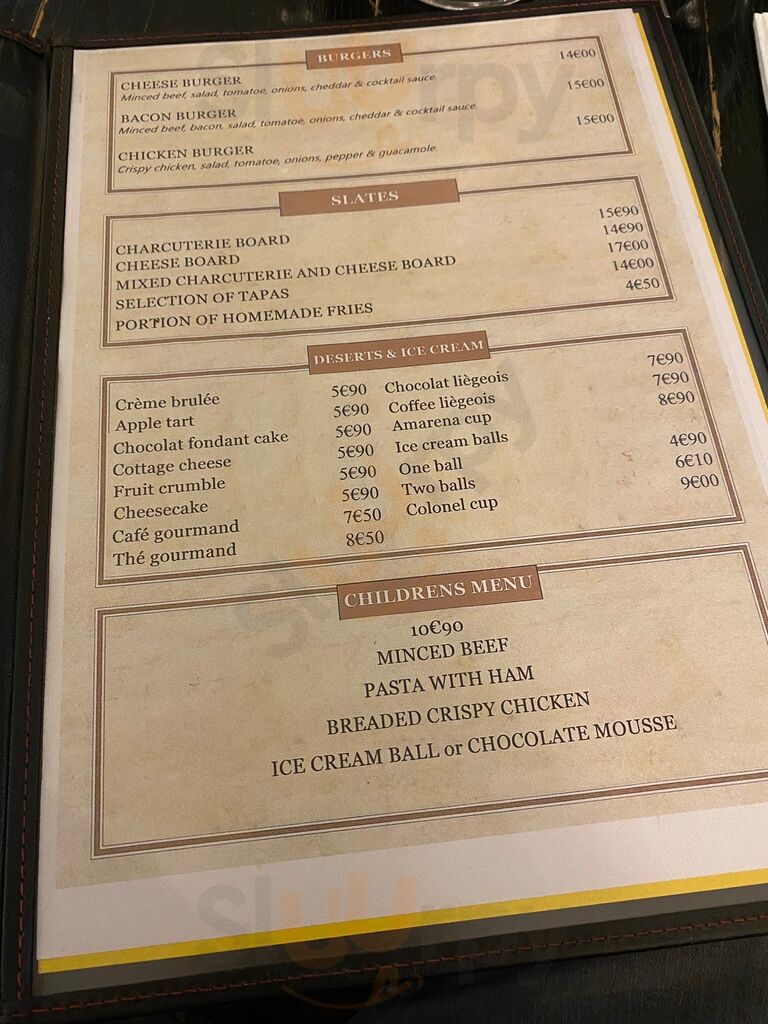 BURGERS
CHEESE BURGER 14€00
Minced beef, salad, tomatoe, onions, cheddar & cocktail sauce.
BACON BURGER 15€00
Minced beef, bacon, salad, tomatoe, onions, cheddar & cocktail sauce.
CHICKEN BURGER 15€00
Crispy chicken, salad, tomatoe, onions, pepper & guacamole.
SLATES
CHARCUTERIE BOARD 15€90
CHEESE BOARD 14€90
MIXED CHARCUTERIE AND CHEESE BOARD 17€00
SELECTION OF TAPAS 14€00
PORTION OF HOMEMADE FRIES 4€50
DESERTS & ICE CREAM
Crème brulée 5€90
Apple tart 5€90
Chocolat fondant cake 5€90
Cottage cheese 5€90
Fruit crumble 5€90
Cheesecake 5€90
Café gourmand 7€50
Thé gourmand 8€50
Chocolat liègeois 7€90
Coffee liègeois 7€90
Amarena cup 8€90
Ice cream balls
One ball 4€90
Two balls 6€10
Colonel cup 9€00
CHILDRENS MENU
10€90
MINCED BEEF
PASTA WITH HAM
BREADED CRISPY CHICKEN
ICE CREAM BALL or CHOCOLATE MOUSSE
sluurpy
sluurpy
sluurpy